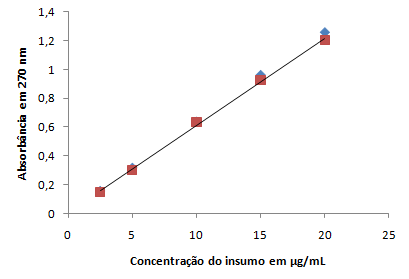 Absorbância em 270 nm
1,4
1,2
1
0,8
0,6
0,4
0,2
0
0 5 10 15 20 25
Concentração do insumo em µg/mL